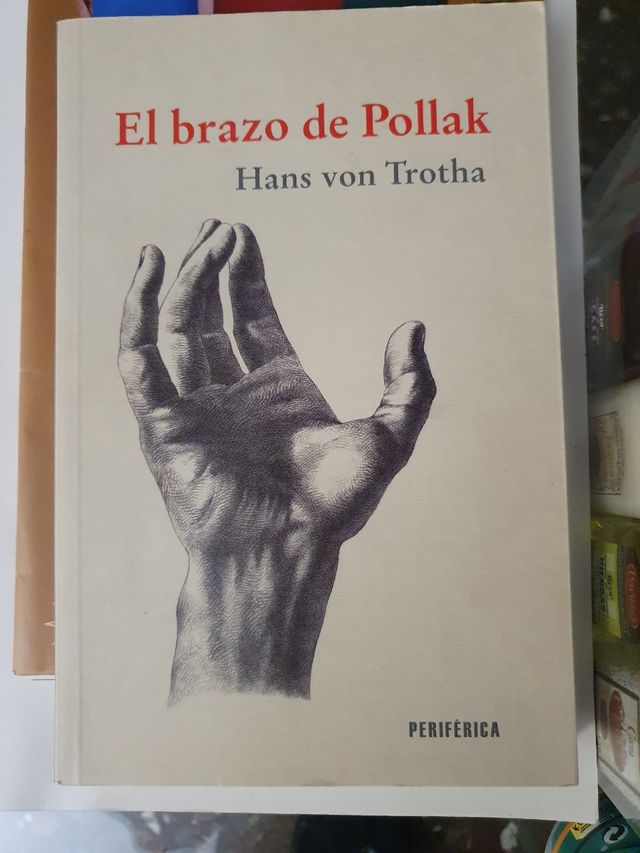 El brazo de Pollak
Hans von Trotha
PERIFÉRICA